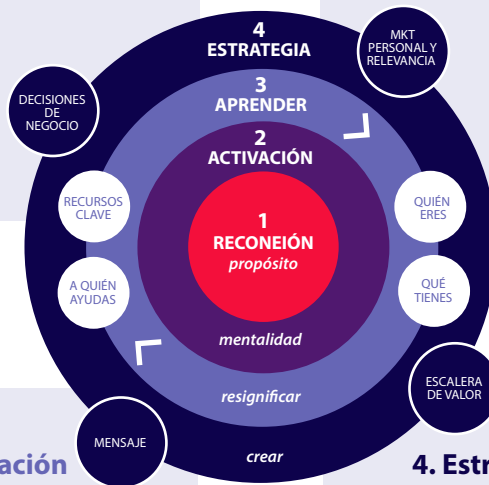 4
ESTRATEGIA
MKT
PERSONAL Y
RELEVANCIA
DECISIONES
DE
NEGOCIO
3
APRENDER
2
ACTIVACIÓN
RECURSOS
CLAVE
QUIÉN
ERES
1
RECONEIÓN
propósito
A QUIÉN
AYUDAS
QUÉ
TIENES
mentalidad
resignificar
ESCALERA
DE VALOR
MENSAJE
crear
ación
4. Estr